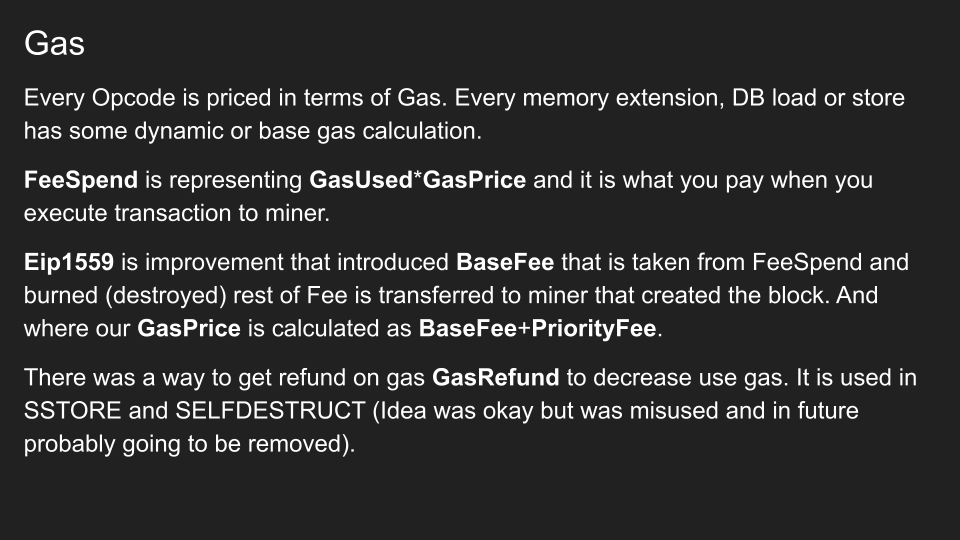 Gas
Every Opcode is priced in terms of Gas. Every memory extension, DB load or store
has some dynamic or base gas calculation.
FeeSpend is representing GasUsed*GasPrice and it is what you pay when you
execute transaction to miner.
Eip1559 is improvement that introduced BaseFee that is taken from FeeSpend and
burned (destroyed) rest of Fee is transferred to miner that created the block. And
where our GasPrice is calculated as BaseFee+PriorityFee.
There was a way to get refund on gas GasRefund to decrease use gas. It is used in
SSTORE and SELFDESTRUCT (Idea was okay but was misused and in future
probably going to be removed).